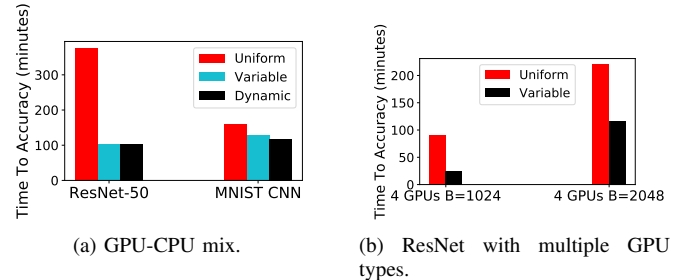 Time To Accuracy (minutes)
300
200
100
0
Uniform
Variable
Dynamic
ResNet-50
MNIST CNN
(a) GPU-CPU mix.
Time To Accuracy (minutes)
200
150
100
50
0
Uniform
Variable
4 GPUs B=1024
4 GPUs B=2048
(b) ResNet with multiple GPU
types.